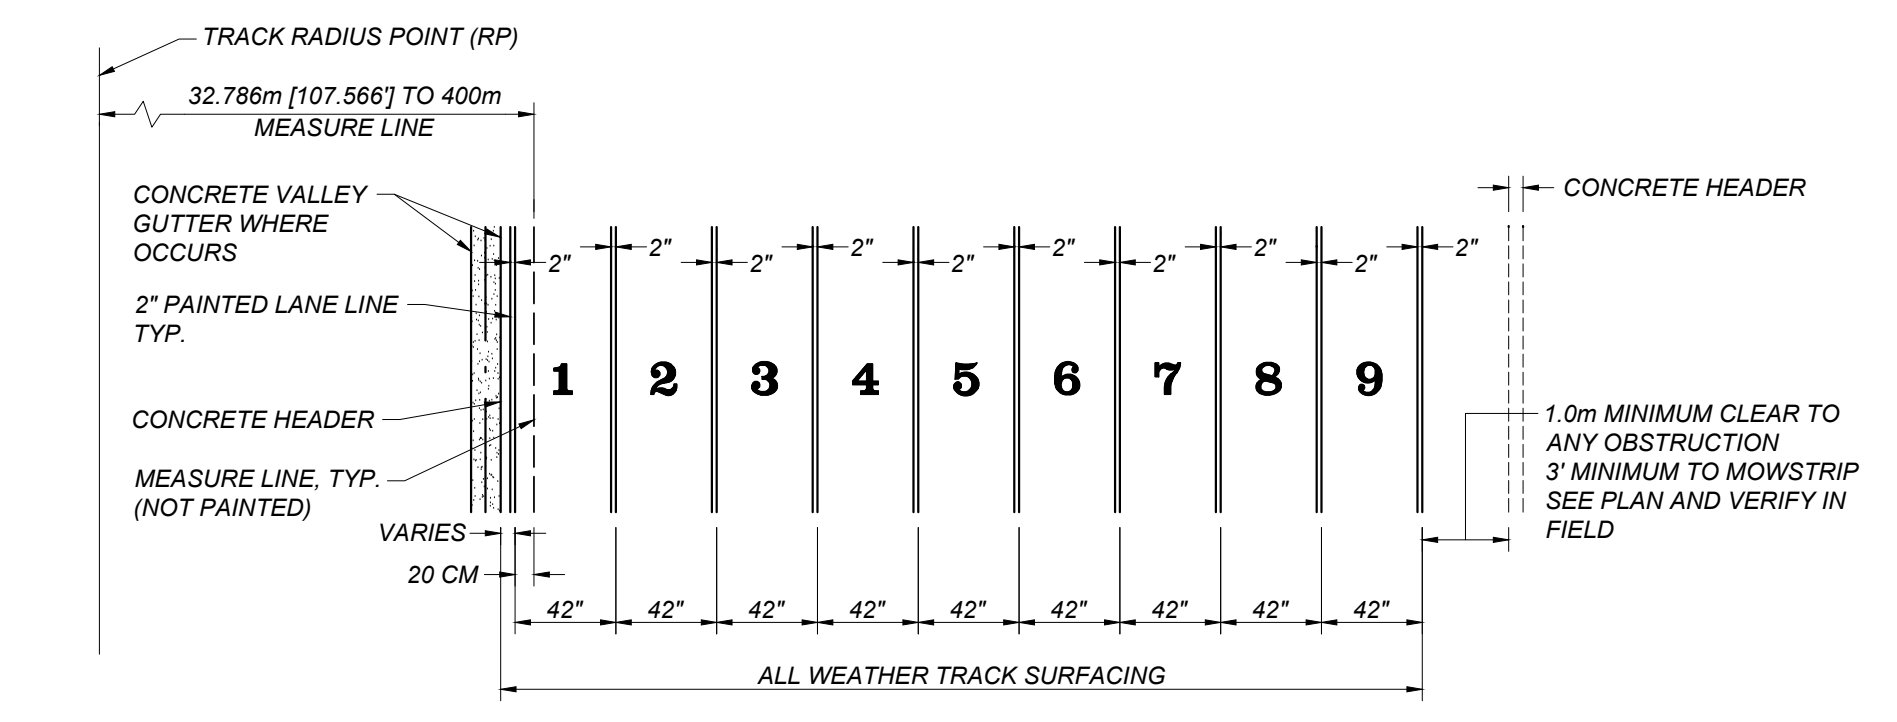 TRACK RADIUS POINT (RP)
32.786m [107.566'] TO 400m
MEASURE LINE
CONCRETE VALLEY
GUTTER WHERE
OCCURS
CONCRETE HEADER
2" 2" 2" 2" 2" 2" 2" 2" 2" 2"
2" PAINTED LANE LINE
TYP.
1 2 3 4 5 6 7 8 9
CONCRETE HEADER
MEASURE LINE, TYP.
(NOT PAINTED)
1.0m MINIMUM CLEAR TO
ANY OBSTRUCTION
3' MINIMUM TO MOWSTRIP
SEE PLAN AND VERIFY IN
FIELD
VARIES
20 CM
42" 42" 42" 42" 42" 42" 42" 42" 42"
ALL WEATHER TRACK SURFACING